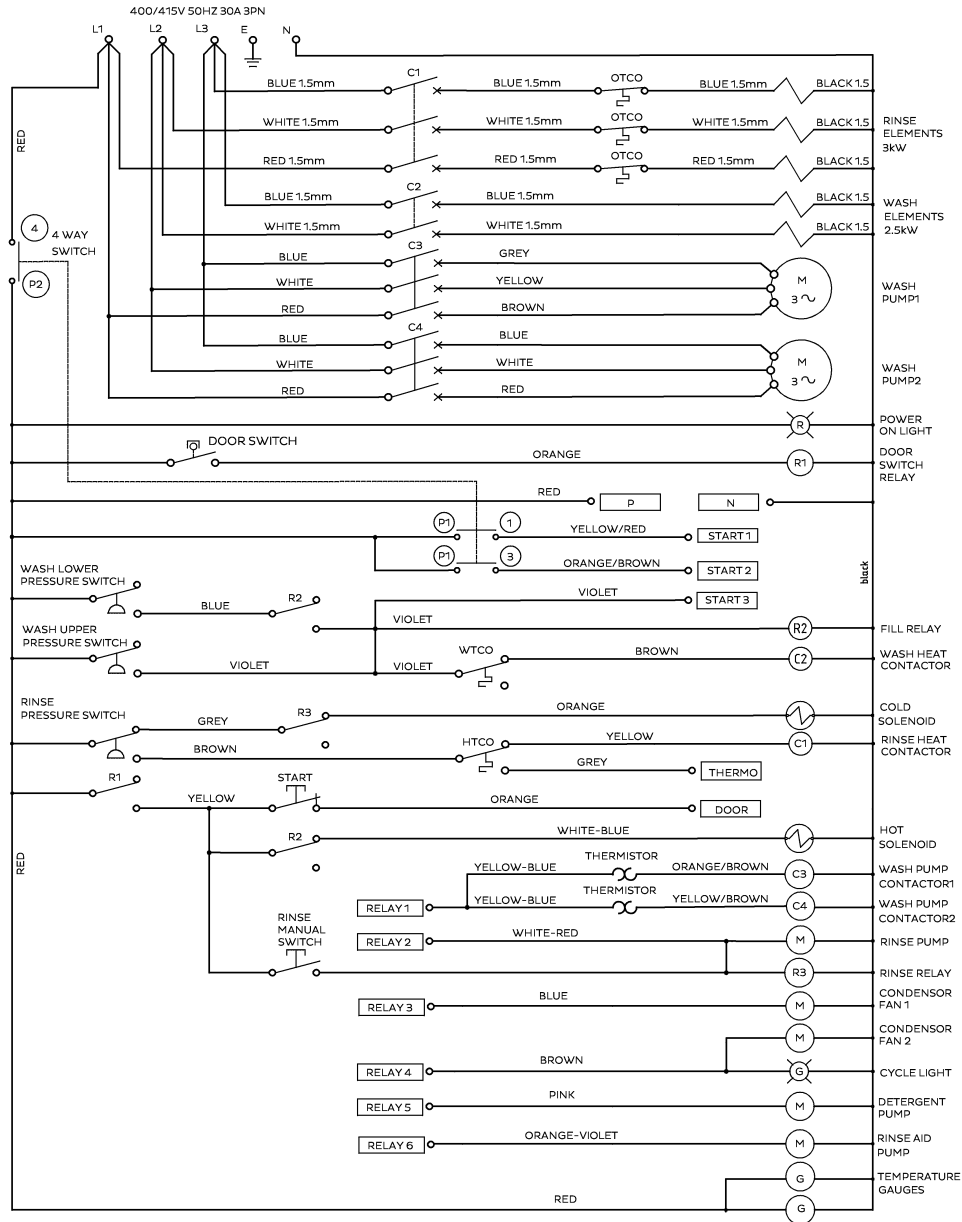 400/415V 50HZ 30A 3PN
L1 L2 L3 E N
C1 OTCO
BLUE 1.5mm BLUE 1.5mm BLUE 1.5mm BLACK 1.5
WHITE 1.5mm WHITE 1.5mm OTCO WHITE 1.5mm BLACK 1.5
RINSE
ELEMENTS
3kW
RED 1.5mm RED 1.5mm OTCO RED 1.5mm BLACK 1.5
RED
C2
BLUE 1.5mm BLUE 1.5mm BLACK 1.5
WHITE 1.5mm WHITE 1.5mm BLACK 1.5
WASH
ELEMENTS
2.5kW
4
4 WAY
SWITCH
P2
C3
BLUE GREY
WHITE YELLOW
RED BROWN
M
3
WASH
PUMP1
C4
BLUE BLUE
WHITE WHITE
RED RED
M
3
WASH
PUMP2
R
POWER
ON LIGHT
DOOR SWITCH
ORANGE
R1
DOOR
SWITCH
RELAY
RED P N
P1 1 YELLOW/RED START 1
P1 3 ORANGE/BROWN START 2
black
WASH LOWER
PRESSURE SWITCH
BLUE R2
VIOLET START 3
VIOLET R2 FILL RELAY
WASH UPPER
PRESSURE SWITCH
VIOLET VIOLET WTCO BROWN C2
WASH HEAT
CONTACTOR
RINSE
PRESSURE SWITCH
GREY R3 ORANGE
COLD
SOLENOID
BROWN HTCO YELLOW C1
RINSE HEAT
CONTACTOR
GREY THERMO
R1
YELLOW START ORANGE DOOR
RED
R2 WHITE-BLUE
HOT
SOLENOID
YELLOW-BLUE THERMISTOR ORANGE/BROWN C3
WASH PUMP
CONTACTOR1
RELAY 1 YELLOW-BLUE THERMISTOR YELLOW/BROWN C4
WASH PUMP
CONTACTOR2
RINSE
MANUAL
SWITCH
RELAY 2 WHITE-RED M RINSE PUMP
R3 RINSE RELAY
RELAY 3 BLUE M
CONDENSOR
FAN 1
M
CONDENSOR
FAN 2
RELAY 4 BROWN G CYCLE LIGHT
RELAY 5 PINK M
DETERGENT
PUMP
RELAY 6 ORANGE-VIOLET M
RINSE AID
PUMP
G
TEMPERATURE
GAUGES
RED G